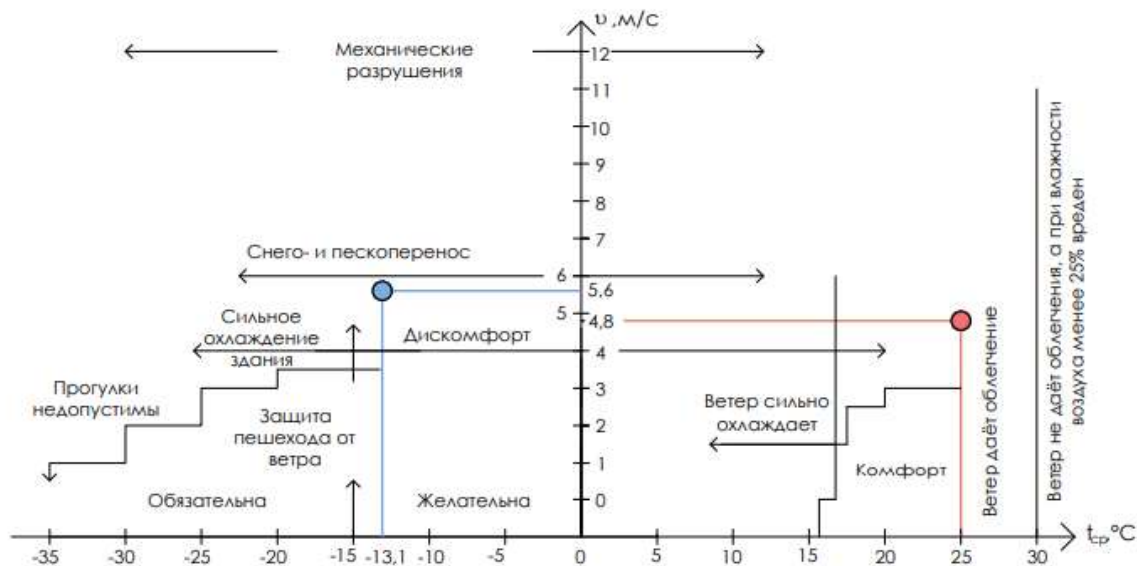 υ ,м/с
Механические
разрушения
12
11
10
9
8
7
Снего- и пескоперенос
6
5,6
5
4,8
Сильное
охлаждение
здания
Дискомфорт
4
Прогулки
недопустимы
3
Защита
пешехода от
ветра
Ветер сильно
охлаждает
2
1
Комфорт
Обязательна
Желательна
0
Ветер даёт облегчение
Ветер не даёт облегчения, а при влажности
воздуха менее 25% вреден
-35 -30 -25 -20 -15 -13,1 -10 -5 0 5 10 15 20 25 30
tср,°C